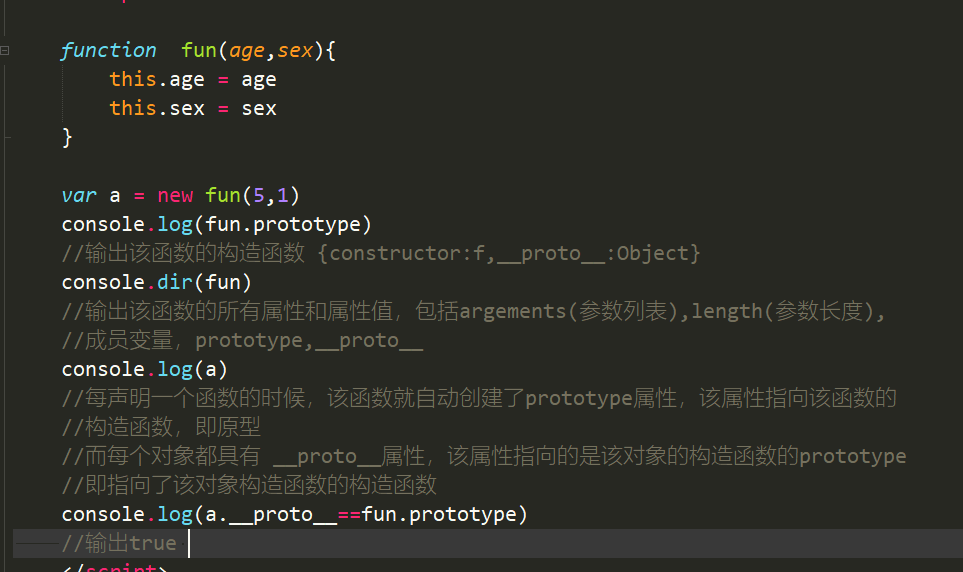 function  fun(age,sex){
    this.age = age
    this.sex = sex
}
var a = new fun(5,1)
console.log(fun.prototype)
//输出该函数的构造函数 {constructor:f,__proto__:Object}
console.dir(fun)
//输出该函数的所有属性和属性值，包括argements(参数列表),length(参数长度),
//成员变量，prototype,__proto__
console.log(a)
//每声明一个函数的时候，该函数就自动创建了prototype属性，该属性指向该函数的
//构造函数，即原型
//而每个对象都具有 __proto__属性，该属性指向的是该对象的构造函数的prototype
//即指向了该对象构造函数的构造函数
console.log(a.__proto__==fun.prototype)
//输出true
</script>